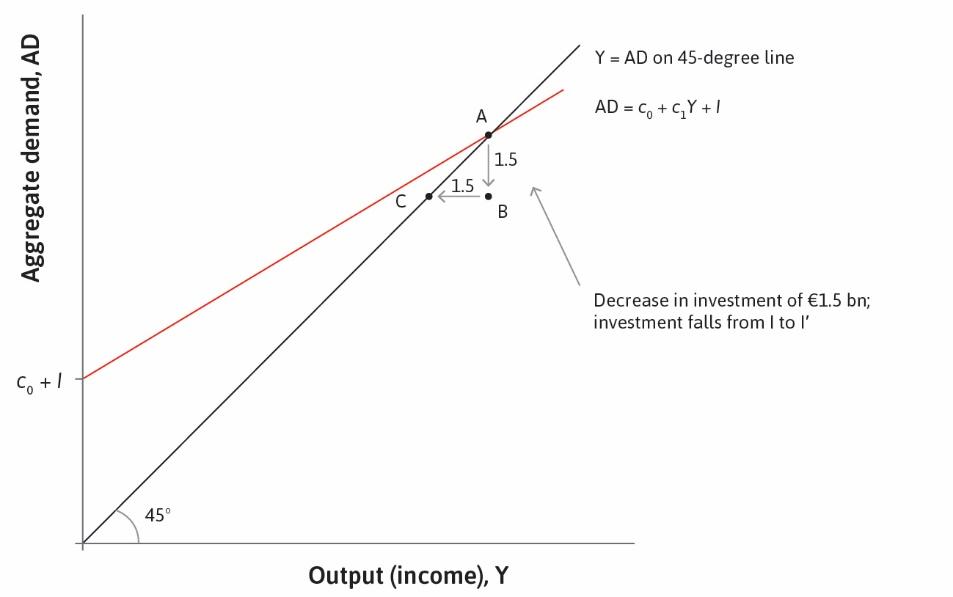 Aggregate demand, AD
Y = AD on 45-degree line
AD = c₀ + c₁Y + I
A
1.5
1.5
C
B
Decrease in investment of €1.5 bn;
investment falls from I to I’
c₀ + I
45°
Output (income), Y